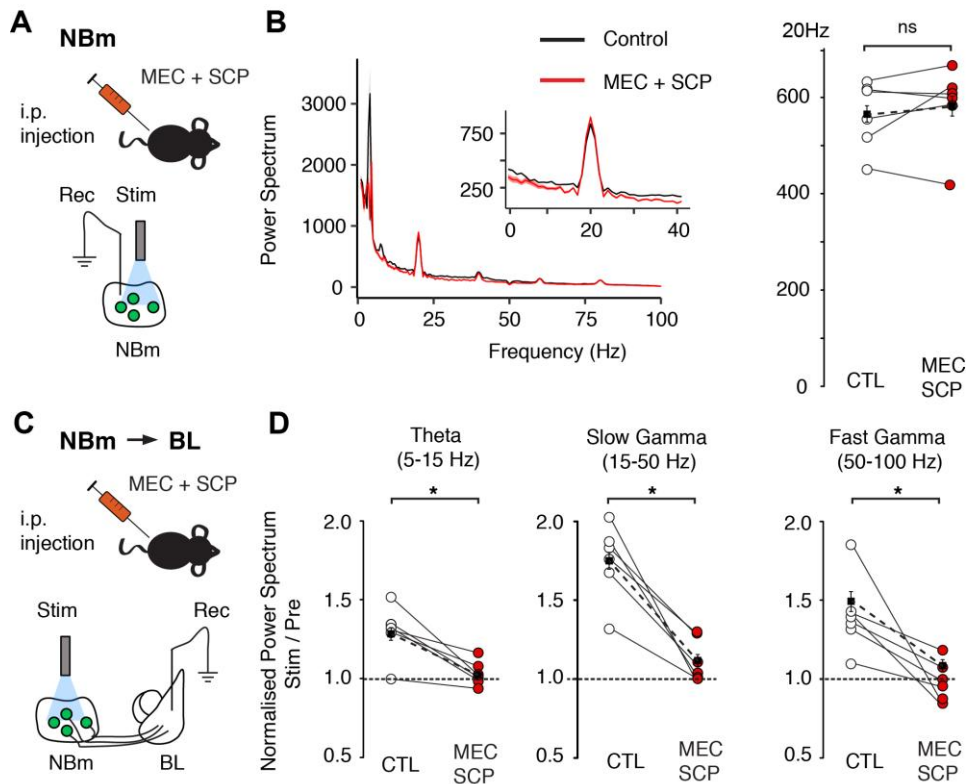 A
NBm
MEC + SCP
i.p.
injection
Rec
Stim
NBm
B
Control
MEC + SCP
Power Spectrum
3000
2000
1000
0
0
25
50
75
100
Frequency (Hz)
750
250
0
20
40
20Hz
ns
600
400
200
0
CTL
MEC
SCP
C
NBm → BL
MEC + SCP
i.p.
injection
Stim
Rec
NBm
BL
D
Normalised Power Spectrum
Stim / Pre
Theta
(5-15 Hz)
*
2.0
1.5
1.0
0.5
CTL
MEC
SCP
Slow Gamma
(15-50 Hz)
*
2.0
1.5
1.0
0.5
CTL
MEC
SCP
Fast Gamma
(50-100 Hz)
*
2.0
1.5
1.0
0.5
CTL
MEC
SCP